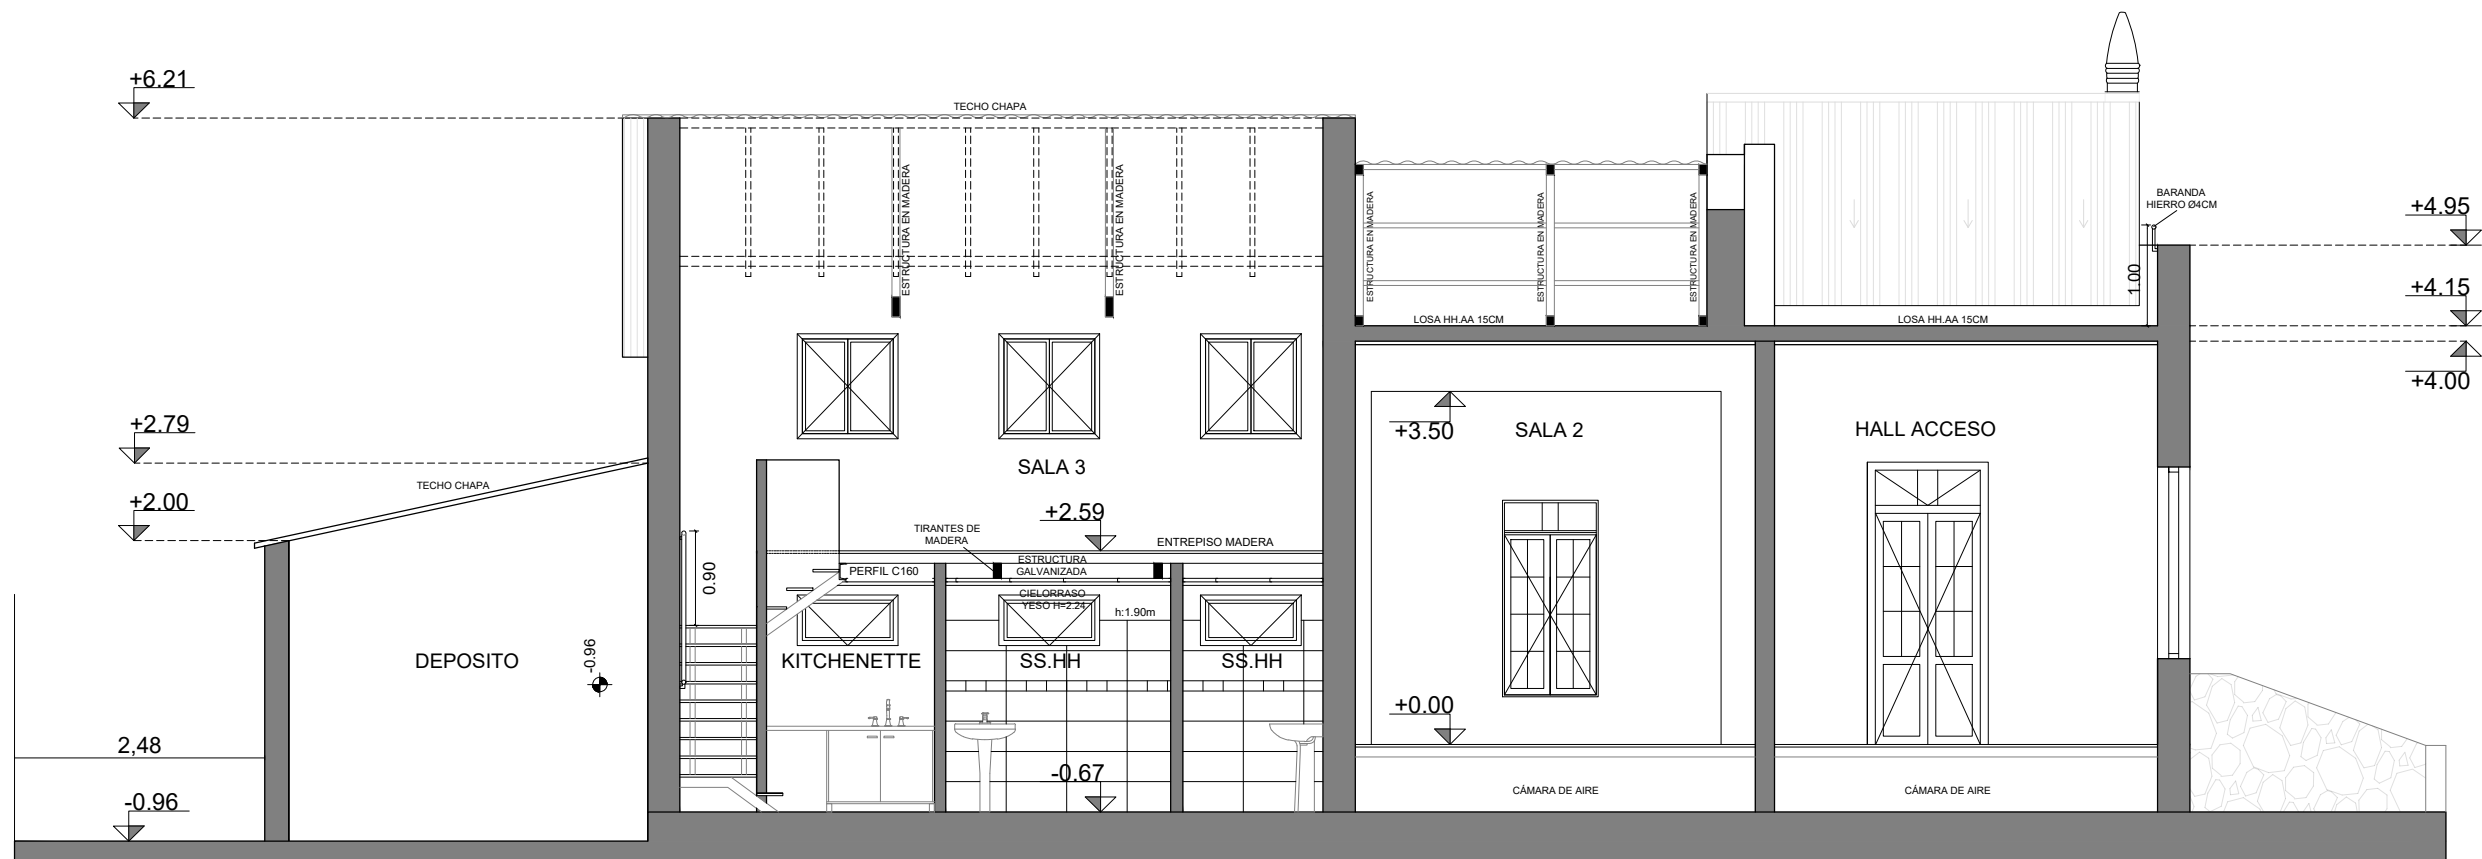 +6.21
TECHO CHAPA
ESTRUCTURA EN MADERA
ESTRUCTURA EN MADERA
ESTRUCTURA EN MADERA
ESTRUCTURA EN MADERA
ESTRUCTURA EN MADERA
BARANDA
HIERRO Ø4CM
+4.95
1.00
+4.15
LOSA HH.AA 15CM
LOSA HH.AA 15CM
+4.00
+2.79
+3.50
SALA 2
HALL ACCESO
SALA 3
TECHO CHAPA
+2.00
+2.59
TIRANTES DE
MADERA
ENTREPISO MADERA
ESTRUCTURA
GALVANIZADA
PERFIL C160
0.90
CIELORRASO
YESO H=2.24
h:1.90m
DEPOSITO
-0.96
KITCHENETTE
SS.HH
SS.HH
+0.00
2,48
-0.67
-0.96
CÁMARA DE AIRE
CÁMARA DE AIRE